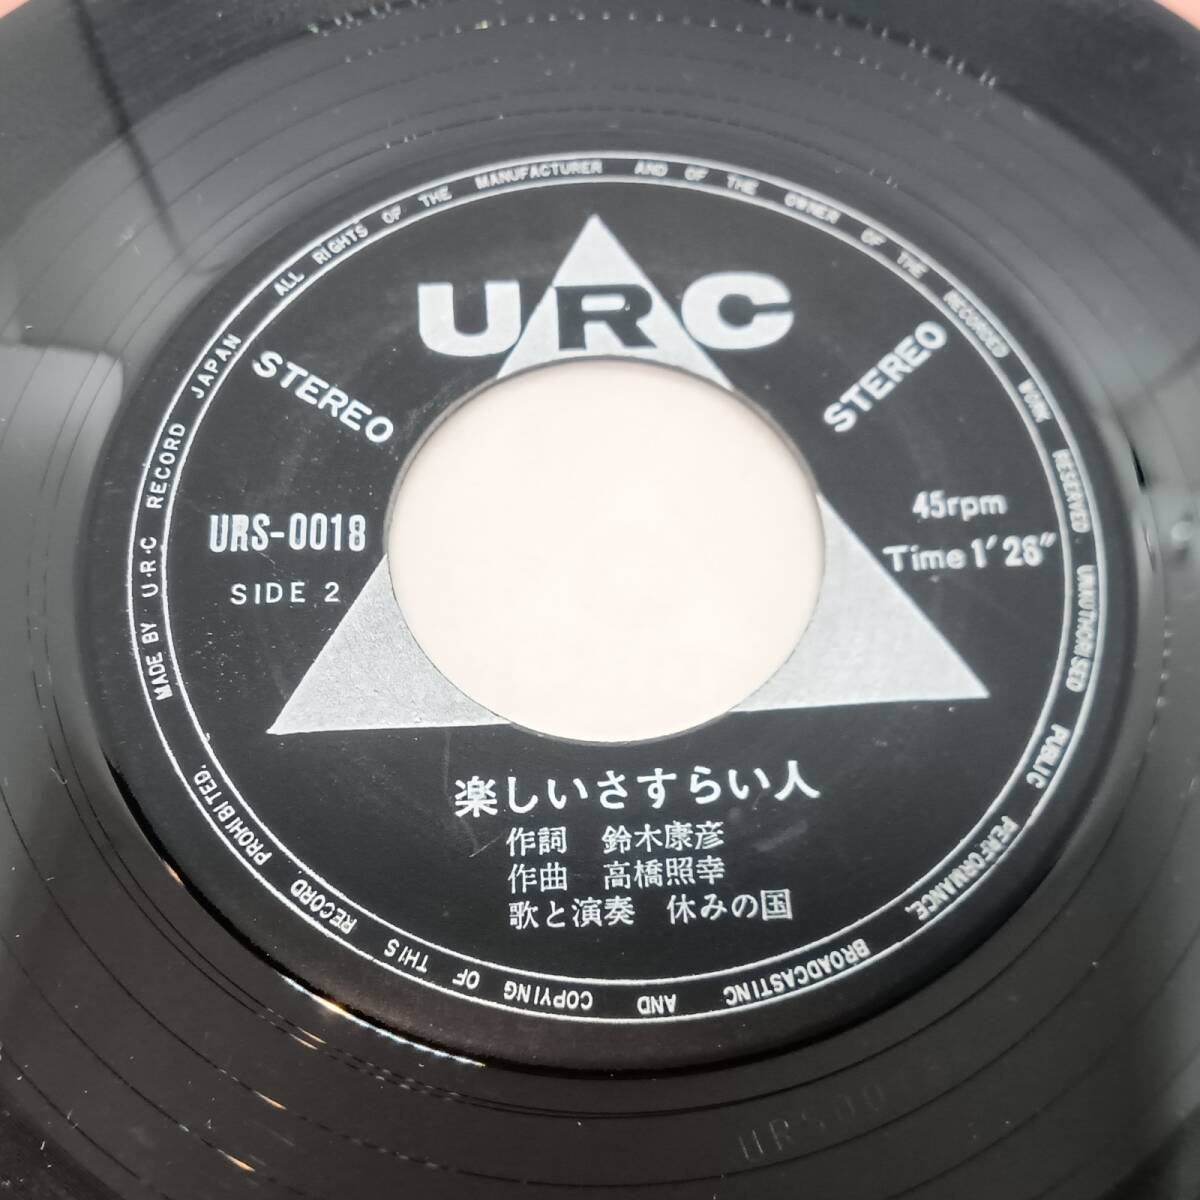 URC
STEREO
STEREO
URS-0018
SIDE 2
45rpm
Time 1' 28"
楽しいさすらい人
作詞 鈴木康彦
作曲 高橋照幸
歌と演奏 休みの国
MADE BY U·R·C RECORD JAPAN ALL RIGHTS OF THE MANUFACTURER AND OF THE OWNER OF THE RECORDED WORK RESERVED. UNAUTHORISED PUBLIC PERFORMANCE, BROADCASTING AND COPYING OF THIS RECORD PROHIBITED.
URS00